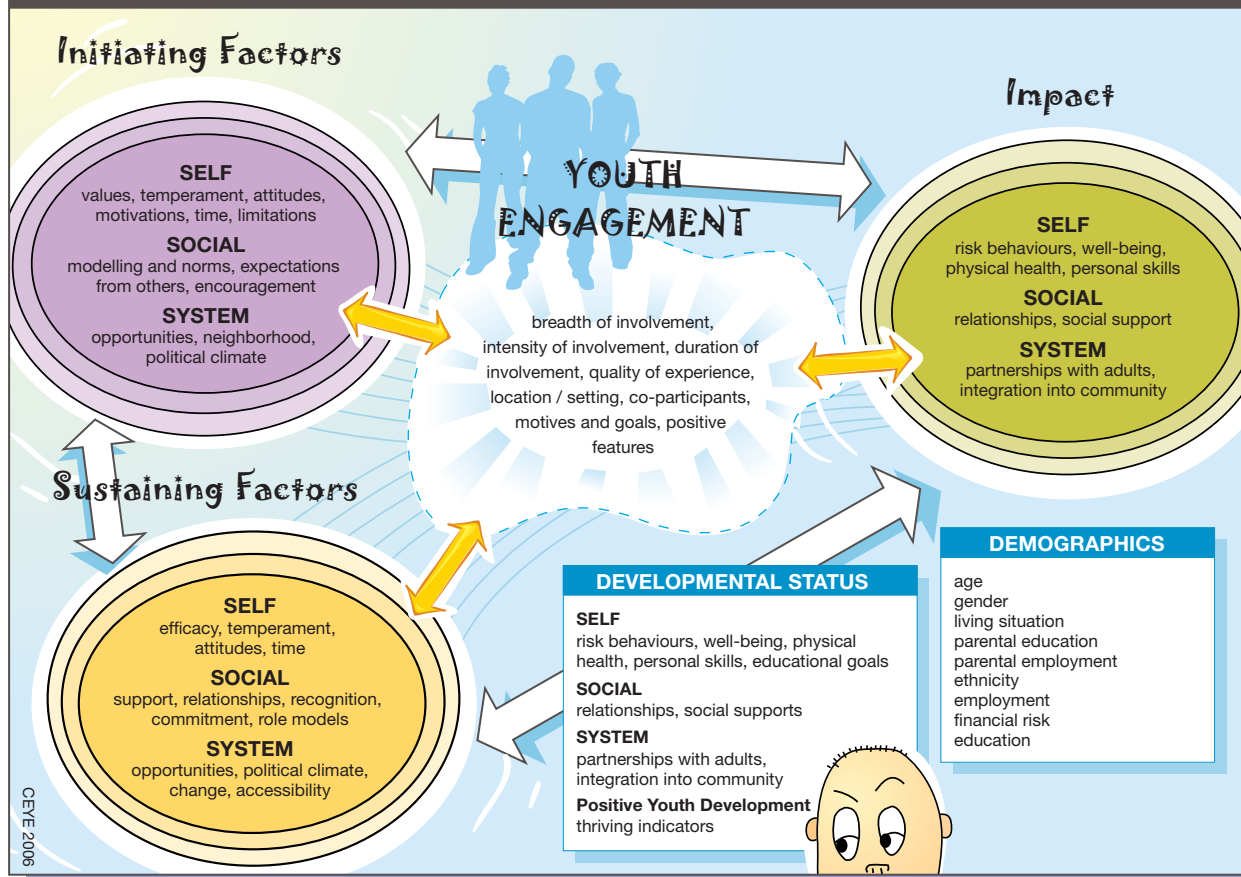 Initiating Factors
SELF
values, temperament, attitudes,
motivations, time, limitations
SOCIAL
modelling and norms, expectations
from others, encouragement
SYSTEM
opportunities, neighborhood,
political climate
YOUTH
ENGAGEMENT
breadth of involvement,
intensity of involvement, duration of
involvement, quality of experience,
location / setting, co-participants,
motives and goals, positive
features
Impact
SELF
risk behaviours, well-being,
physical health, personal skills
SOCIAL
relationships, social support
SYSTEM
partnerships with adults,
integration into community
Sustaining Factors
SELF
efficacy, temperament,
attitudes, time
SOCIAL
support, relationships, recognition,
commitment, role models
SYSTEM
opportunities, political climate,
change, accessibility
DEVELOPMENTAL STATUS
SELF
risk behaviours, well-being, physical
health, personal skills, educational goals
SOCIAL
relationships, social supports
SYSTEM
partnerships with adults,
integration into community
Positive Youth Development
thriving indicators
DEMOGRAPHICS
age
gender
living situation
parental education
parental employment
ethnicity
employment
financial risk
education
CEYE 2006